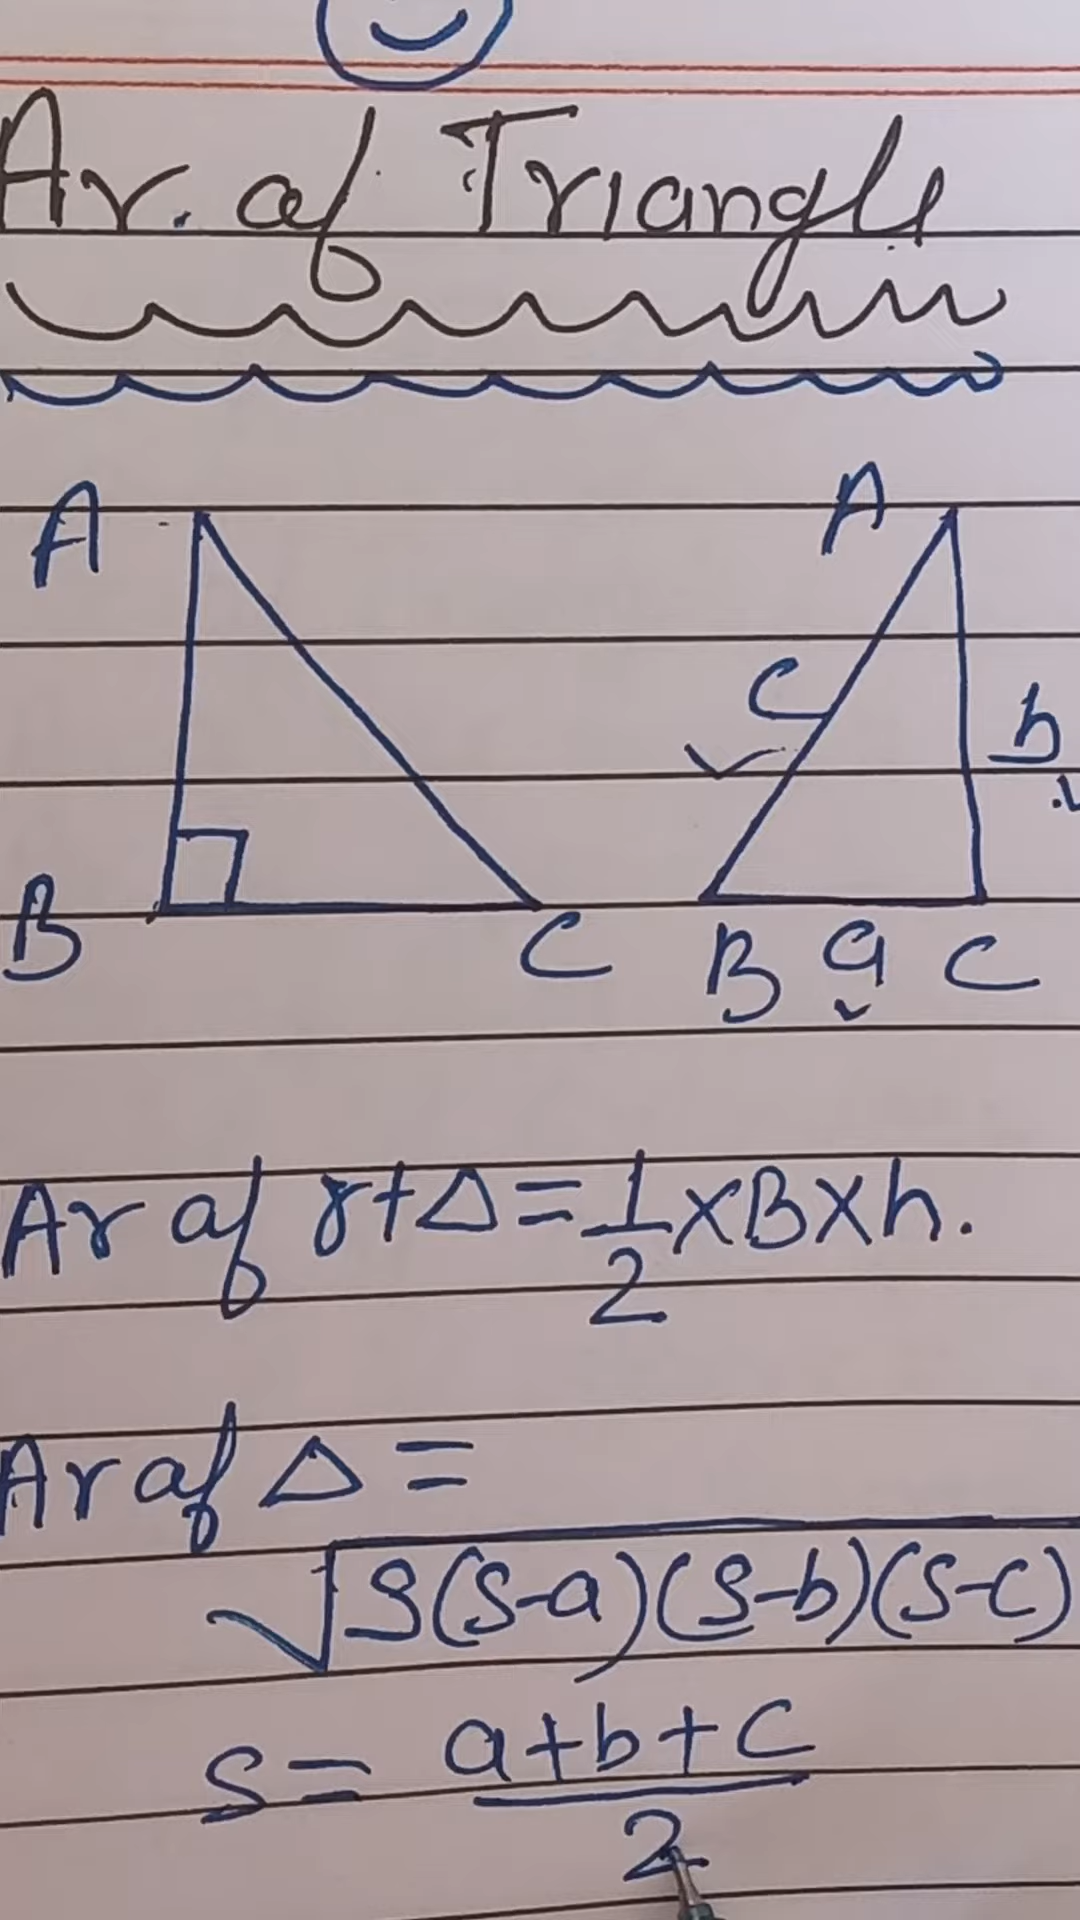 Ar. of Triangle
A
A
C
b
B
C
B
a
C
Ar of rt Δ = 1/2 × B × h.
Ar of Δ =
√S(S-a)(S-b)(S-c)
S = a+b+c/2